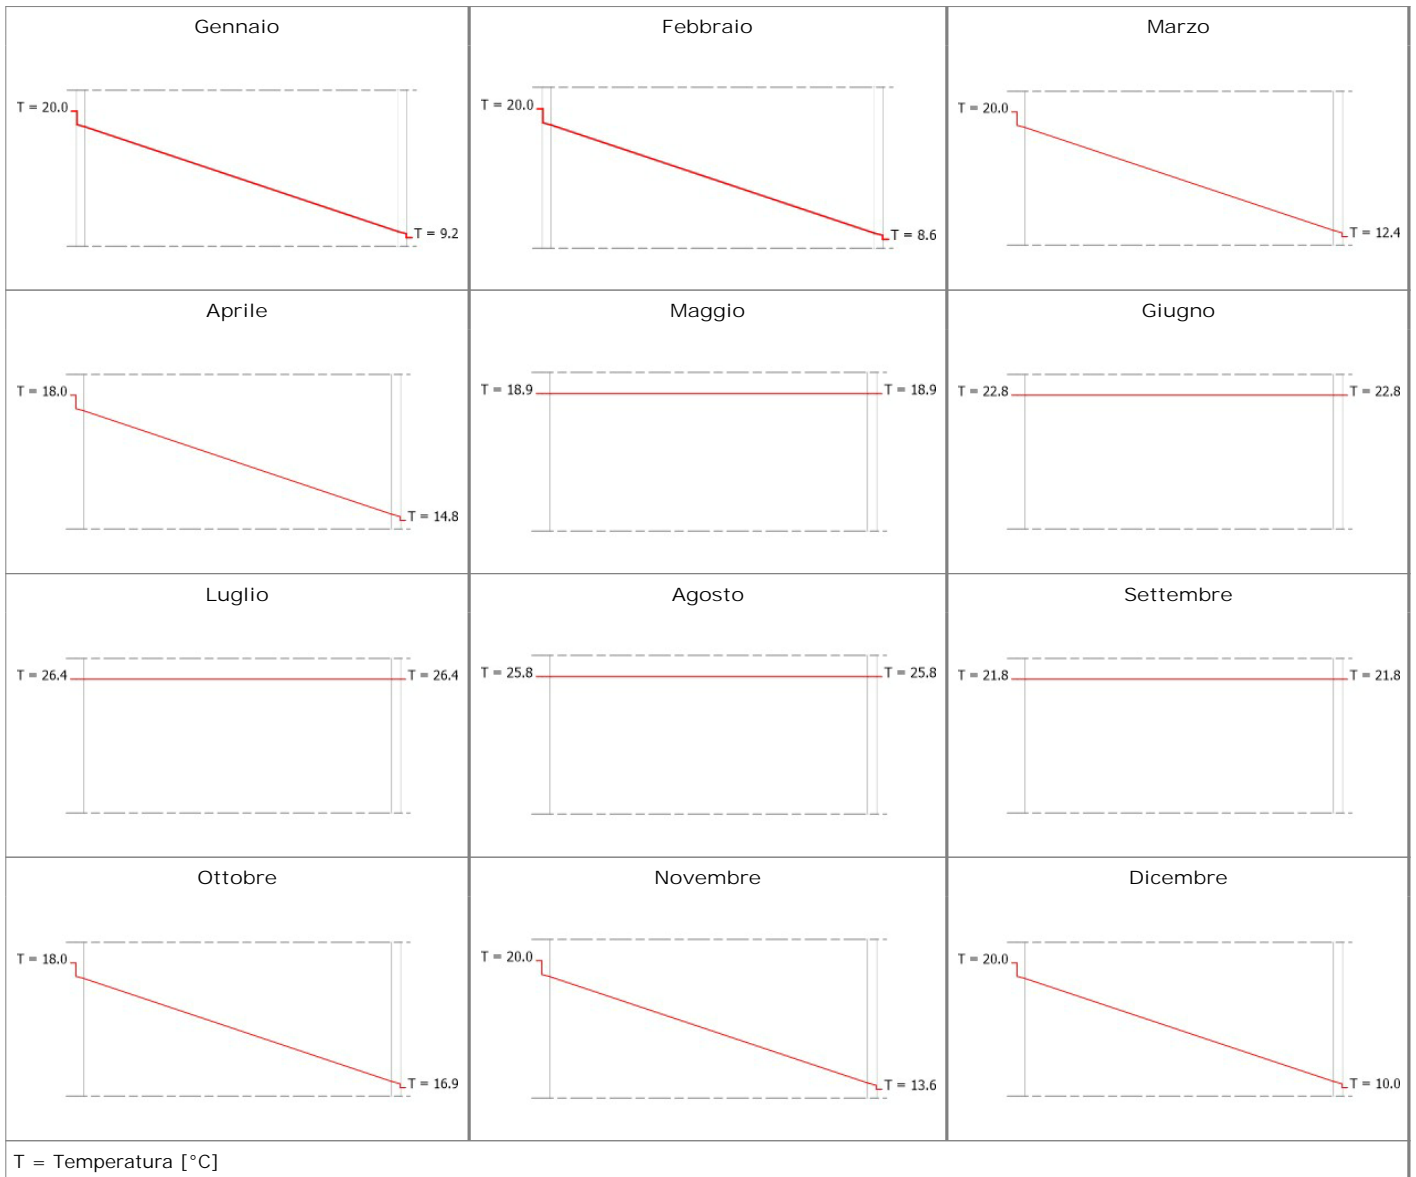 Gennaio
T = 20.0
T = 9.2
Febbraio
T = 20.0
T = 8.6
Marzo
T = 20.0
T = 12.4
Aprile
T = 18.0
T = 14.8
Maggio
T = 18.9
T = 18.9
Giugno
T = 22.8
T = 22.8
Luglio
T = 26.4
T = 26.4
Agosto
T = 25.8
T = 25.8
Settembre
T = 21.8
T = 21.8
Ottobre
T = 18.0
T = 16.9
Novembre
T = 20.0
T = 13.6
Dicembre
T = 20.0
T = 10.0
T = Temperatura [°C]